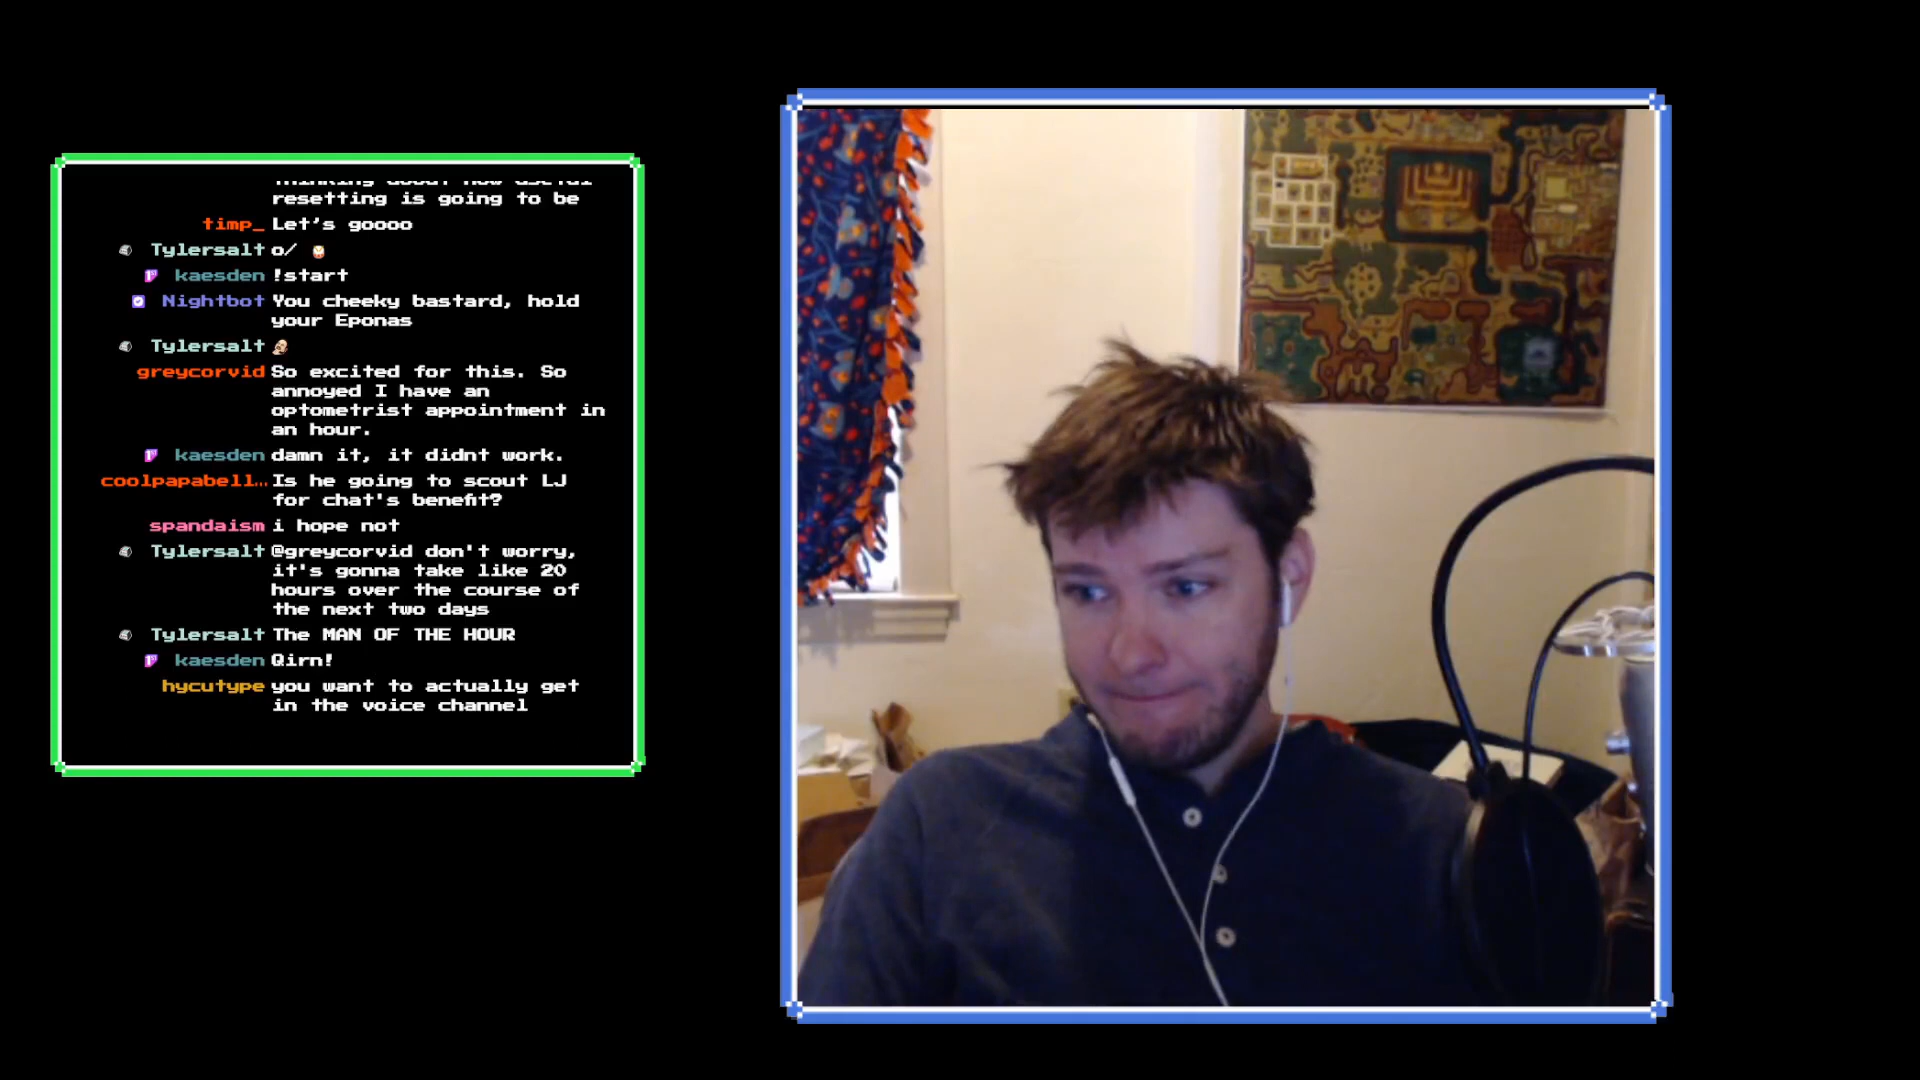 resetting is going to be
timp_ Let's goooo
Tylersalt o/
kaesden !start
Nightbot You cheeky bastard, hold
your Eponas
Tylersalt
greycorvid So excited for this. So
annoyed I have an
optometrist appointment in
an hour.
kaesden damn it, it didnt work.
coolpapabell… Is he going to scout LJ
for chat's benefit?
spandaism i hope not
Tylersalt @greycorvid don't worry,
it's gonna take like 20
hours over the course of
the next two days
Tylersalt The MAN OF THE HOUR
kaesden Qirn!
hycutype you want to actually get
in the voice channel